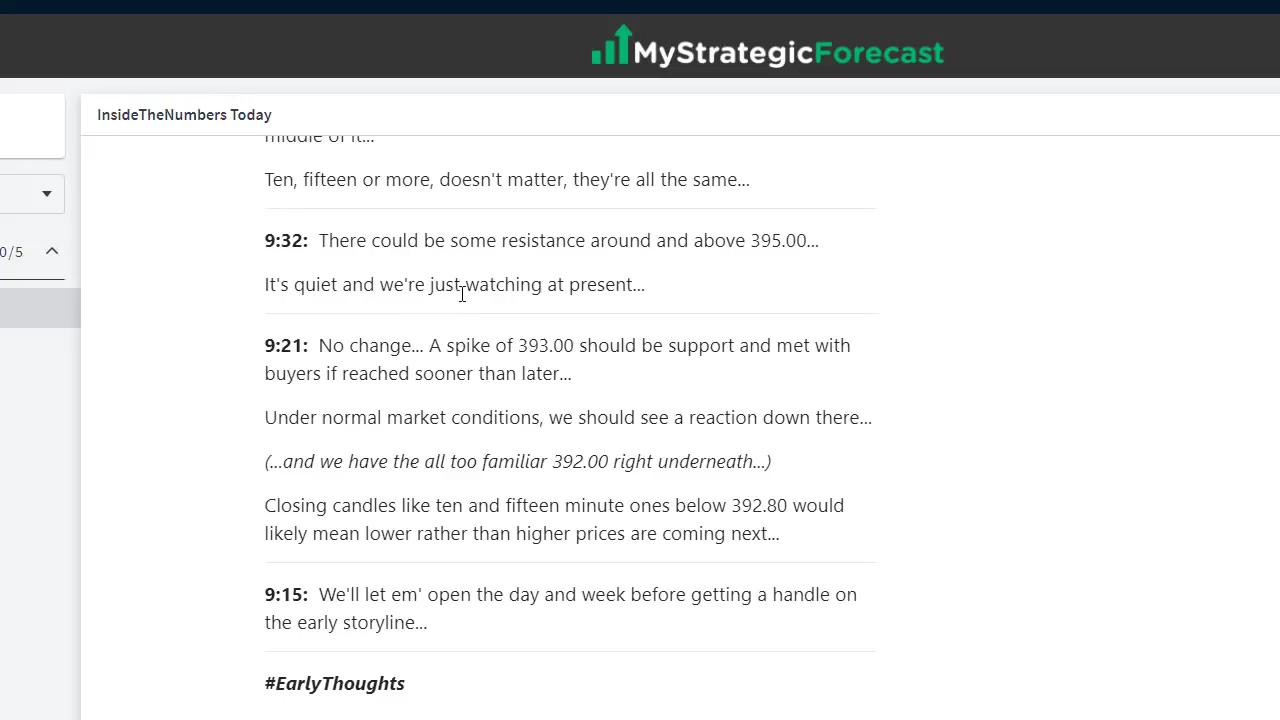 MyStrategicForecast
InsideTheNumbers Today
middle of it...
Ten, fifteen or more, doesn't matter, they're all the same...
9:32: There could be some resistance around and above 395.00...
0/5
It's quiet and we're just watching at present...
9:21: No change... A spike of 393.00 should be support and met with
buyers if reached sooner than later...
Under normal market conditions, we should see a reaction down there...
(...and we have the all too familiar 392.00 right underneath...)
Closing candles like ten and fifteen minute ones below 392.80 would
likely mean lower rather than higher prices are coming next...
9:15: We'll let em' open the day and week before getting a handle on
the early storyline...
#EarlyThoughts